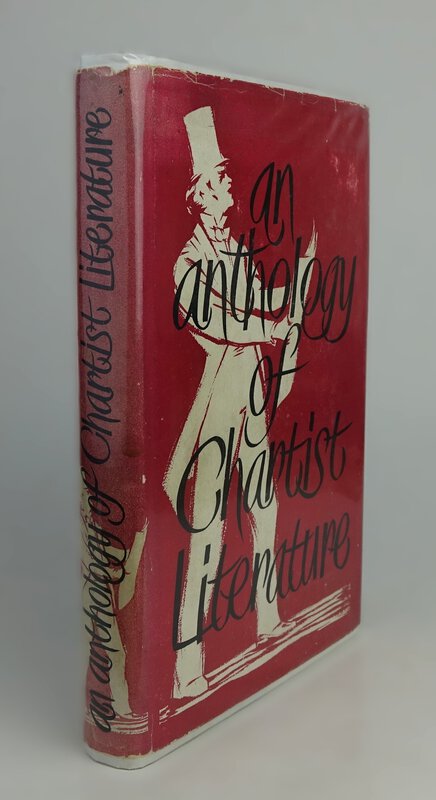 an anthology of Chartist Literature
an
anthology
of
Chartist
Literature